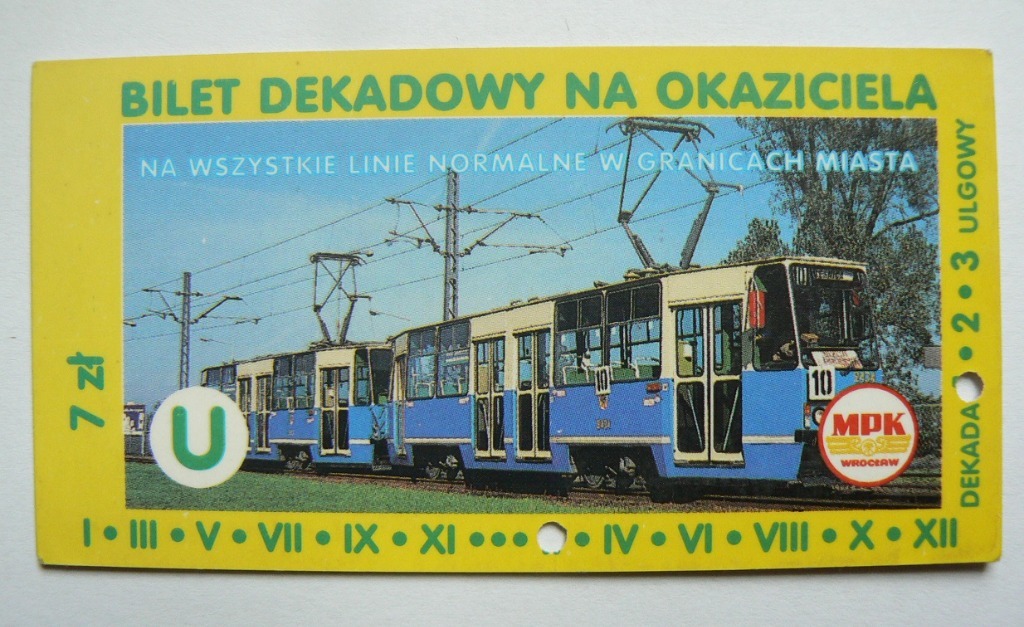 BILET DEKADOWY NA OKAZICIELA
NA WSZYSTKIE LINIE NORMALNE W GRANICACH MIASTA
7 zł
U
10
10
MPK
WROCŁAW
DEKADA • 2 • 3 ULGOWY
I • III • V • VII • IX • XI ••• • IV • VI • VIII • X • XII